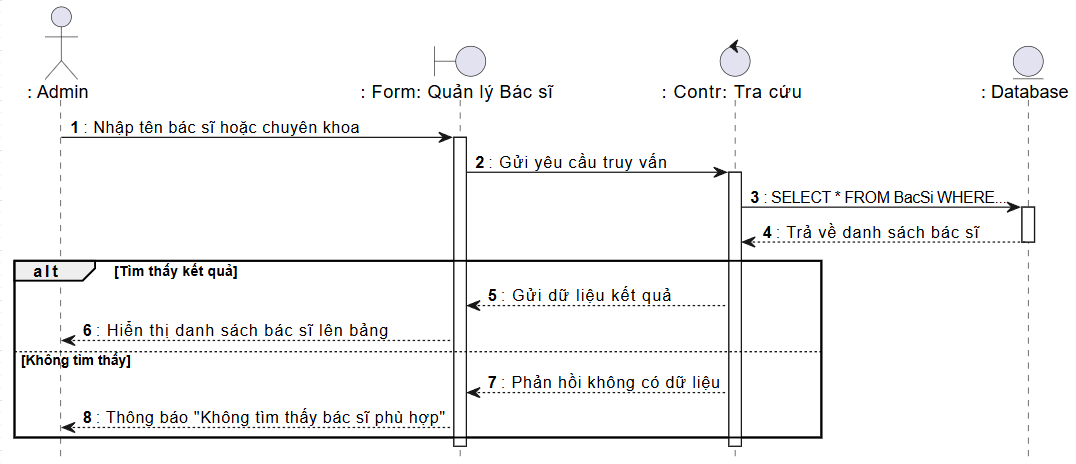 : Admin
: Form: Quản lý Bác sĩ
: Contr: Tra cứu
: Database
1 : Nhập tên bác sĩ hoặc chuyên khoa
2 : Gửi yêu cầu truy vấn
3 : SELECT * FROM BacSi WHERE...
4 : Trả về danh sách bác sĩ
alt [Tìm thấy kết quả]
5 : Gửi dữ liệu kết quả
6 : Hiển thị danh sách bác sĩ lên bảng
[Không tìm thấy]
7 : Phản hồi không có dữ liệu
8 : Thông báo "Không tìm thấy bác sĩ phù hợp"